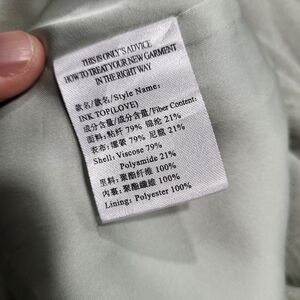 THIS IS ONLY'S ADVICE
HOW TO TREAT YOUR NEW GARMENT
IN THE RIGHT WAY
款名/款名/Style Name:
INK TOP(LOVE)
成分含量/成分含量/Fiber Content:
面料: 粘纤 79% 锦纶 21%
衣布: 79% 尼龍 21%
Shell: Viscose 79%
Polyamide 21%
里料: 聚酯纤维 100%
內裏: 聚酯纖維 100%
Lining: Polyester 100%